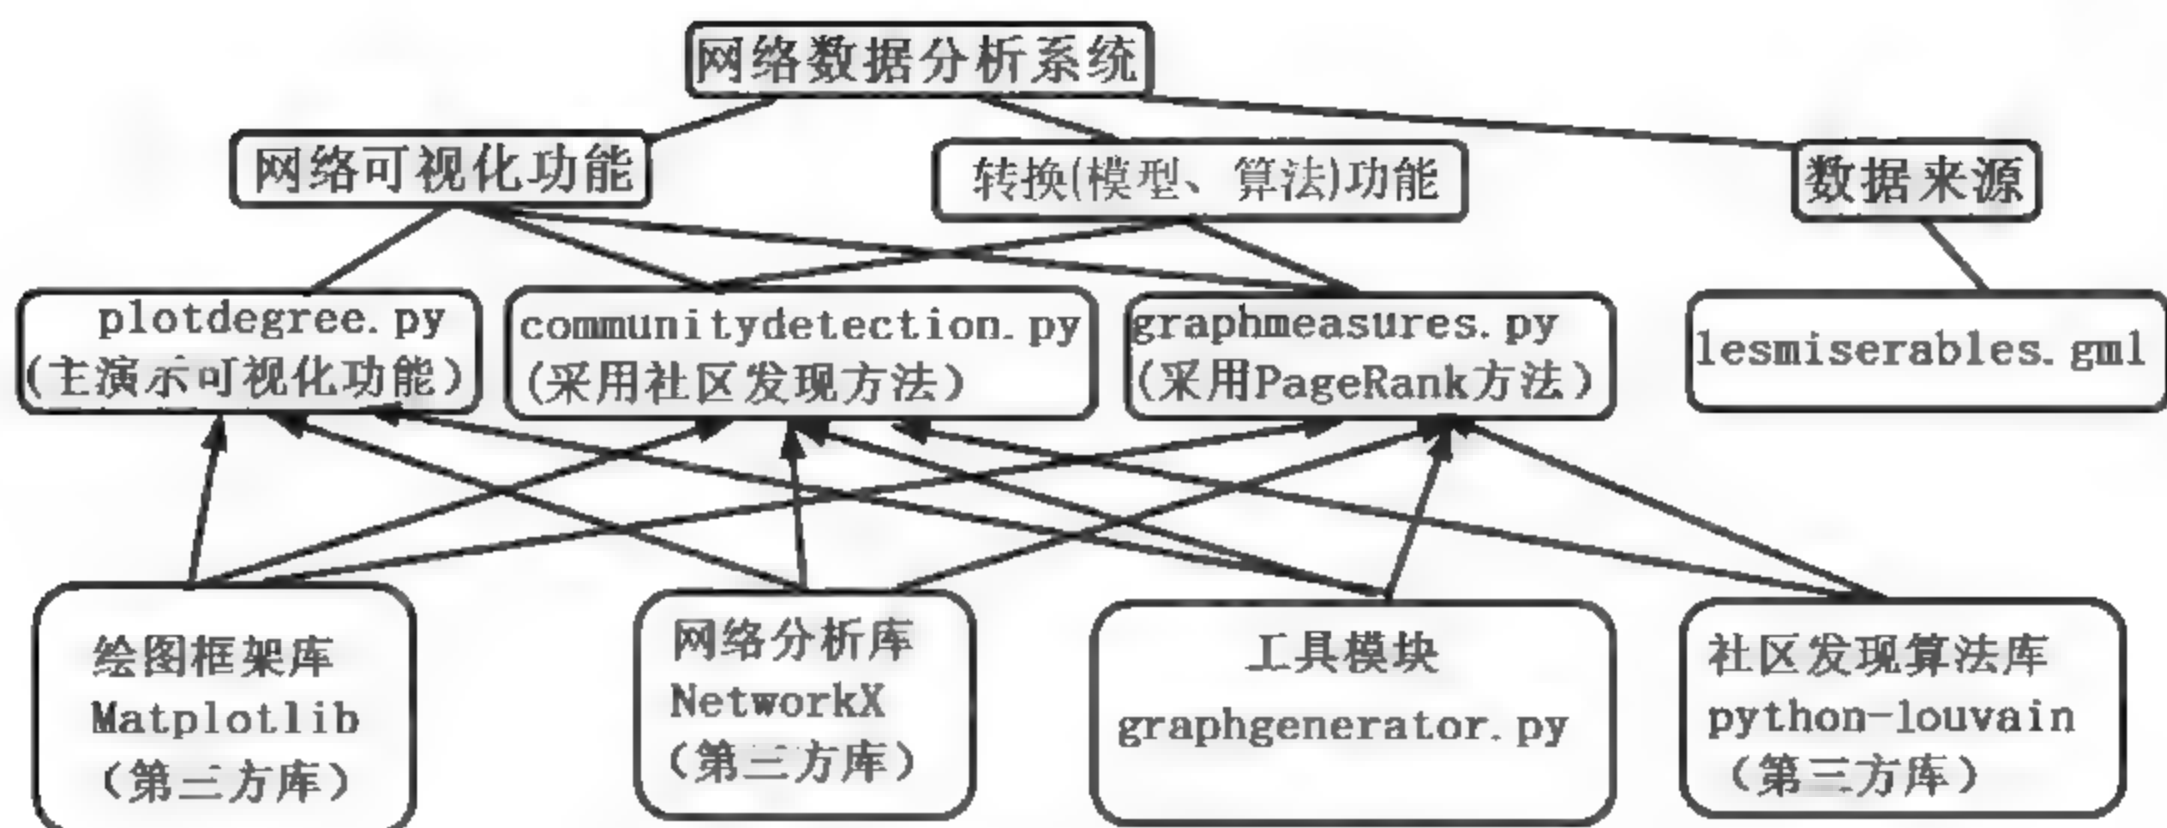 网络数据分析系统
网络可视化功能
转换(模型、算法)功能
数据来源
plotdegree.py
(主演示可视化功能)
communitydetection.py
(采用社区发现方法)
graphmeasures.py
(采用PageRank方法)
lesmiserables.gml
绘图框架库
Matplotlib
(第三方库)
网络分析库
NetworkX
(第三方库)
工具模块
graphgenerator.py
社区发现算法库
python-louvain
(第三方库)